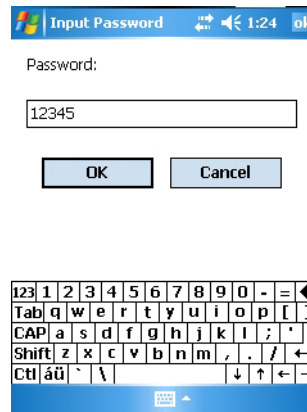 Input Password 1:24 ok
Password:
12345
OK Cancel
123 1 2 3 4 5 6 7 8 9 0 - =
Tab q w e r t y u i o p [ ]
CAP a s d f g h j k l ; '
Shift z x c v b n m , . / ←
Ctl áü ` \ ↓ ↑ ← →